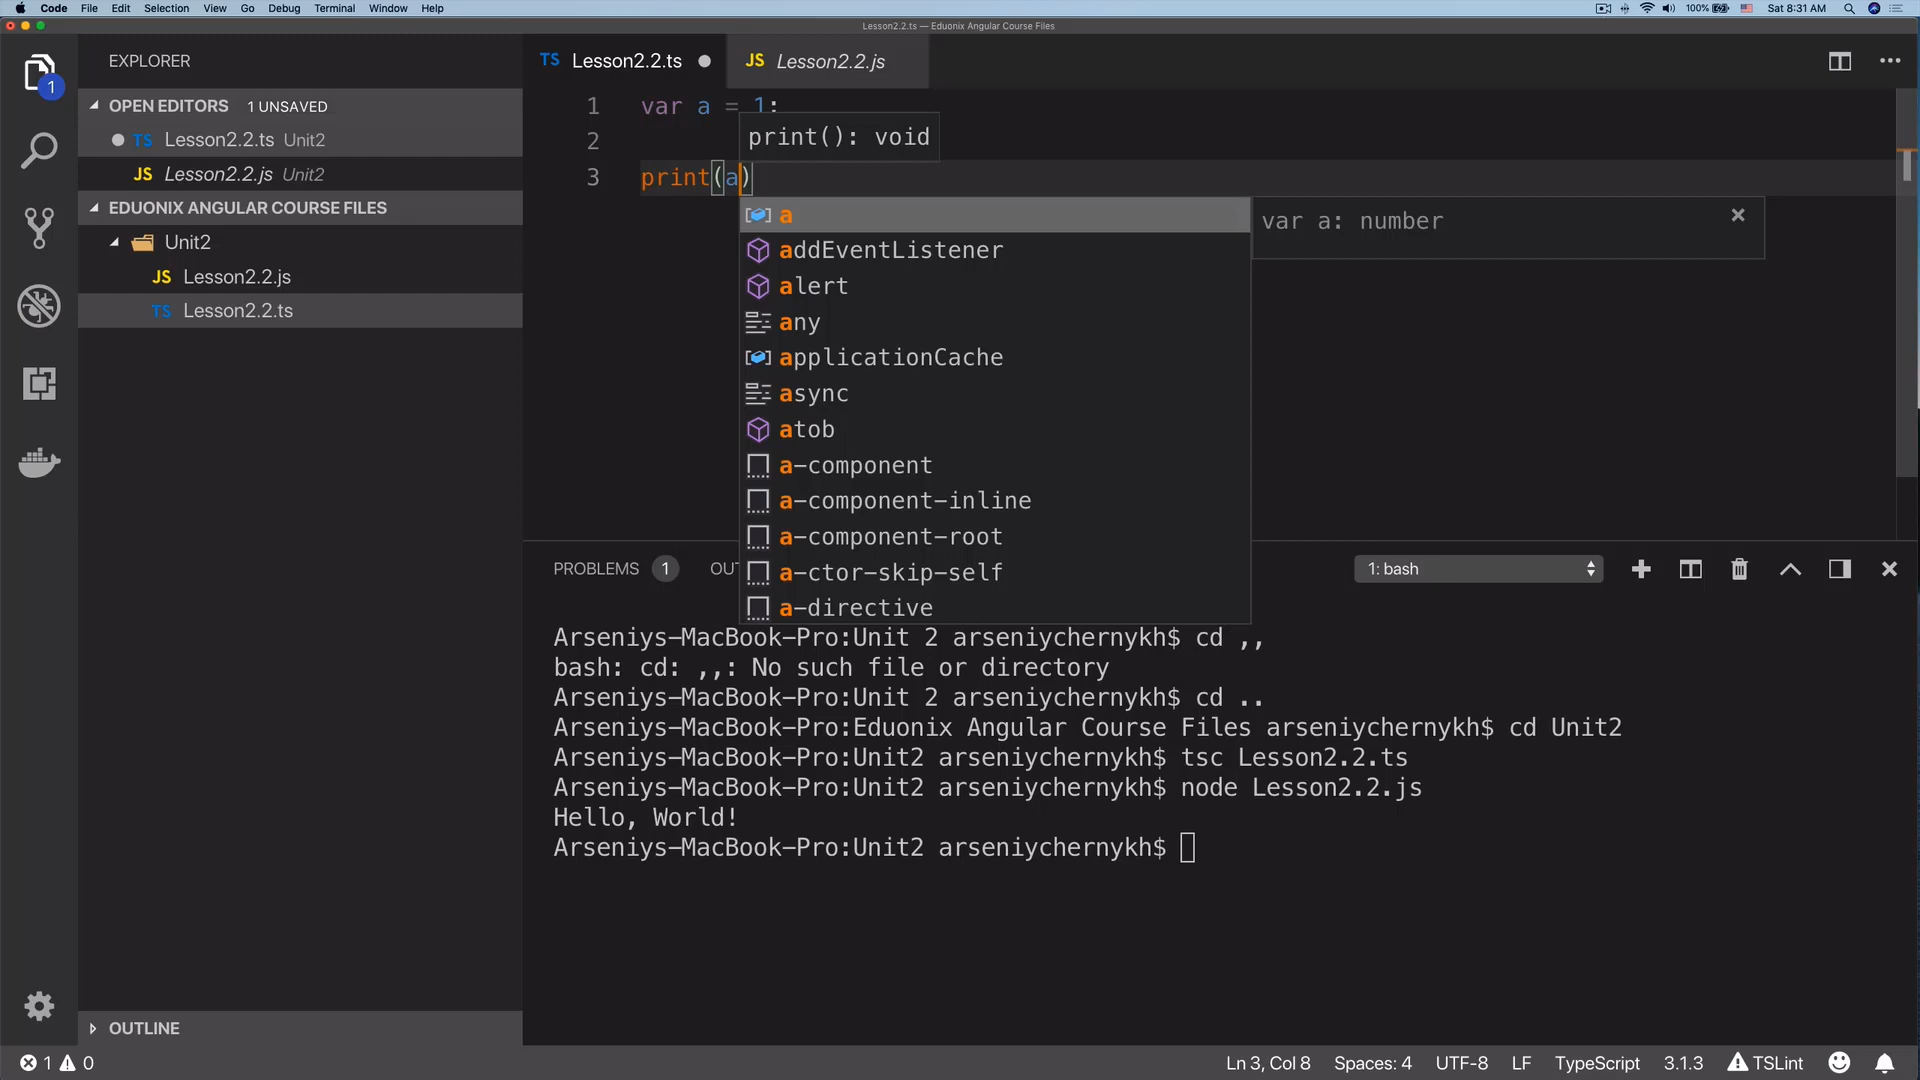 Code File Edit Selection View Go Debug Terminal Window Help 100% Sat 8:31 AM
Lesson2.2.ts — Eduonix Angular Course Files
EXPLORER
OPEN EDITORS 1 UNSAVED
TS Lesson2.2.ts Unit2
JS Lesson2.2.js Unit2
EDUONIX ANGULAR COURSE FILES
Unit2
JS Lesson2.2.js
TS Lesson2.2.ts
OUTLINE
1
TS Lesson2.2.ts
JS Lesson2.2.js
1 var a = 1;
2
print(): void
3 print(a)
a
addEventListener
alert
any
applicationCache
async
atob
a-component
a-component-inline
a-component-root
a-ctor-skip-self
a-directive
var a: number
PROBLEMS 1 OUT
1: bash
Arseniys-MacBook-Pro:Unit 2 arseniychernykh$ cd ,,
bash: cd: ,,: No such file or directory
Arseniys-MacBook-Pro:Unit 2 arseniychernykh$ cd ..
Arseniys-MacBook-Pro:Eduonix Angular Course Files arseniychernykh$ cd Unit2
Arseniys-MacBook-Pro:Unit2 arseniychernykh$ tsc Lesson2.2.ts
Arseniys-MacBook-Pro:Unit2 arseniychernykh$ node Lesson2.2.js
Hello, World!
Arseniys-MacBook-Pro:Unit2 arseniychernykh$
1 0 Ln 3, Col 8 Spaces: 4 UTF-8 LF TypeScript 3.1.3 TSLint